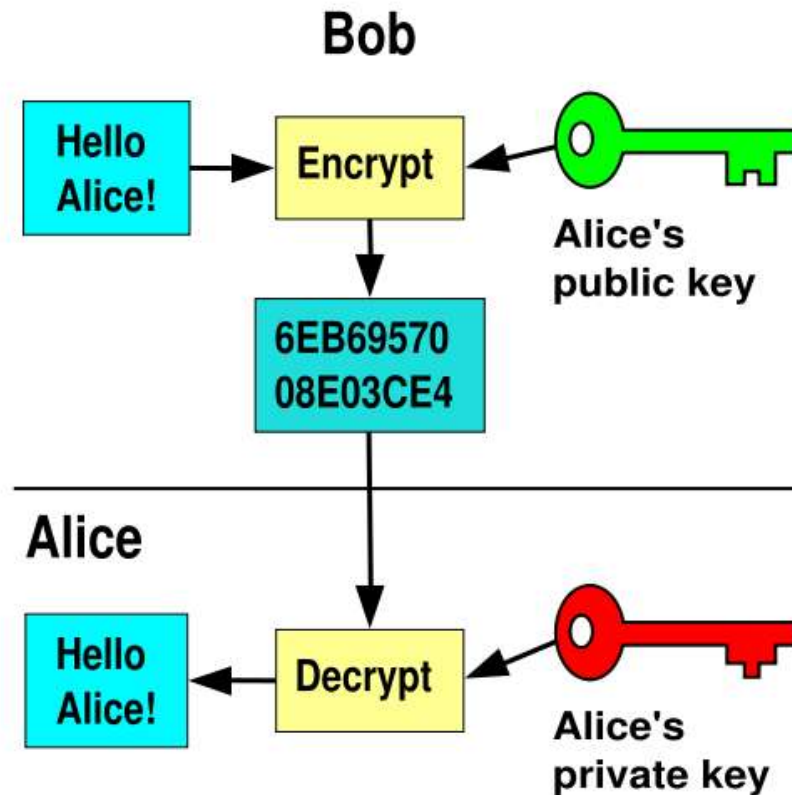 Bob
Hello
Alice!
Encrypt
Alice's
public key
6EB69570
08E03CE4
Alice
Hello
Alice!
Decrypt
Alice's
private key